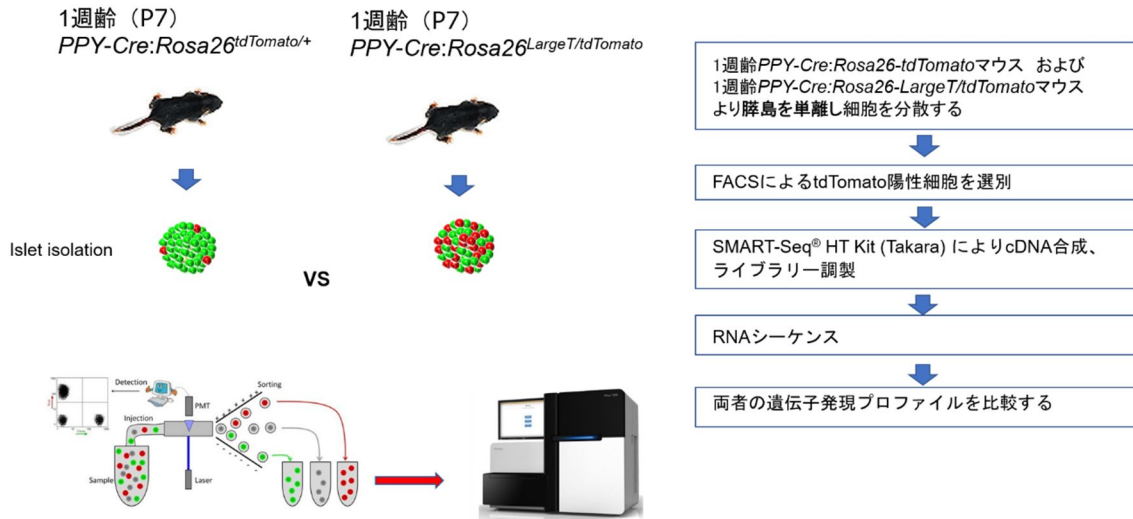 1週齢（P7）
PPY-Cre:Rosa26tdTomato/+
1週齢（P7）
PPY-Cre:Rosa26LargeT/tdTomato
Islet isolation
VS
Detection
PMT
Sorting
Injection
Sample
Laser
1週齢PPY-Cre:Rosa26-tdTomatoマウス および
1週齢PPY-Cre:Rosa26-LargeT/tdTomatoマウス
より膵島を単離し細胞を分散する
FACSによるtdTomato陽性細胞を選別
SMART-Seq® HT Kit (Takara) によりcDNA合成、
ライブラリー調製
RNAシーケンス
両者の遺伝子発現プロファイルを比較する